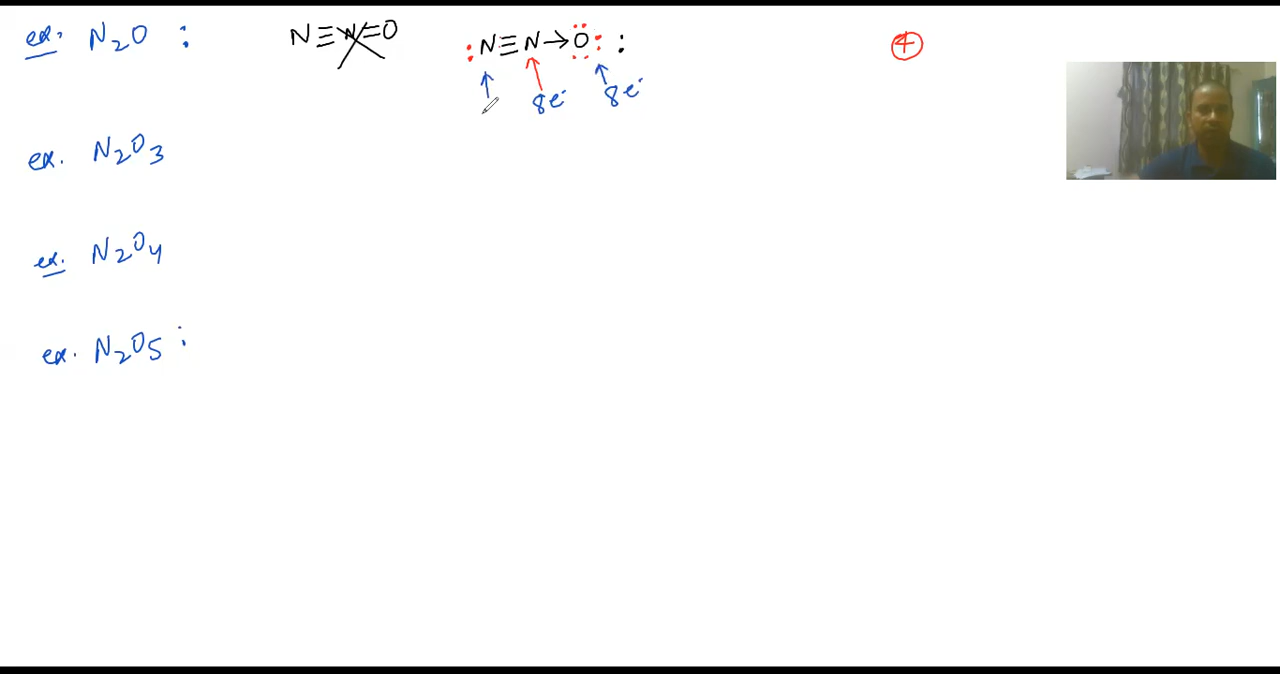 ex. N₂O : N≡N=O :N≡N→O: : ④
8e⁻ 8e⁻
ex. N₂O₃
ex. N₂O₄
ex. N₂O₅ :